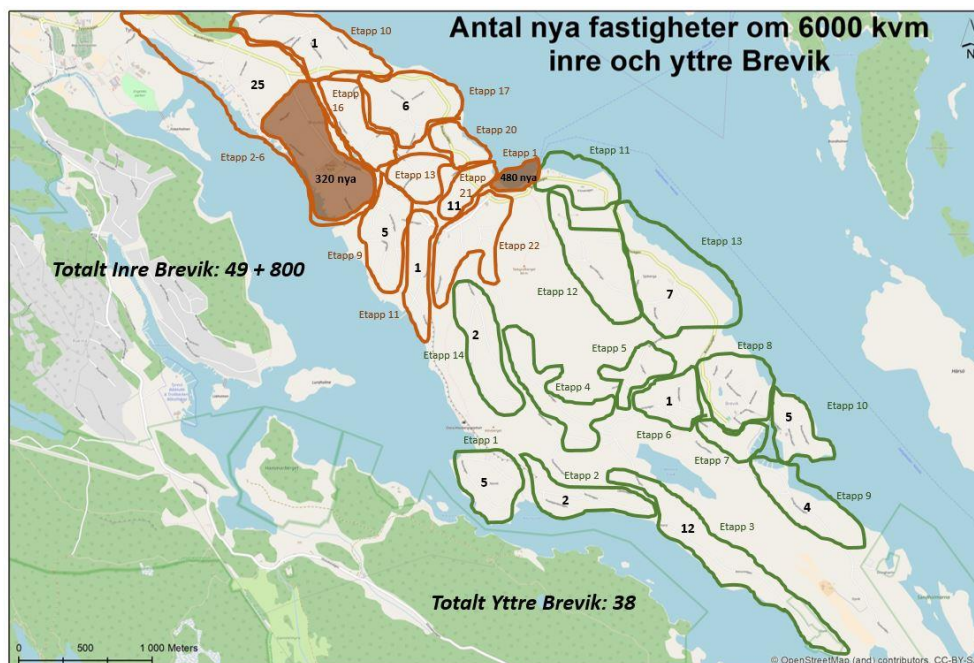 Antal nya fastigheter om 6000 kvm
inre och yttre Brevik
N
1
Etapp 10
25
Etapp
16
6
Etapp 17
Etapp 2-6
320 nya
Etapp 20
Etapp 1
480 nya
Etapp 11
Etapp 13
Etapp
21
11
5
1
Etapp 9
Etapp 22
Etapp 13
Totalt Inre Brevik: 49 + 800
Etapp 11
Etapp 12
7
Etapp 14
2
Etapp 5
Etapp 8
Etapp 4
1
5
Etapp 10
Etapp 6
Etapp 1
Etapp 7
5
Etapp 2
2
4
Etapp 9
12
Etapp 3
Totalt Yttre Brevik: 38
0 500 1 000 Meters
© OpenStreetMap (and) contributors, CC-BY-S